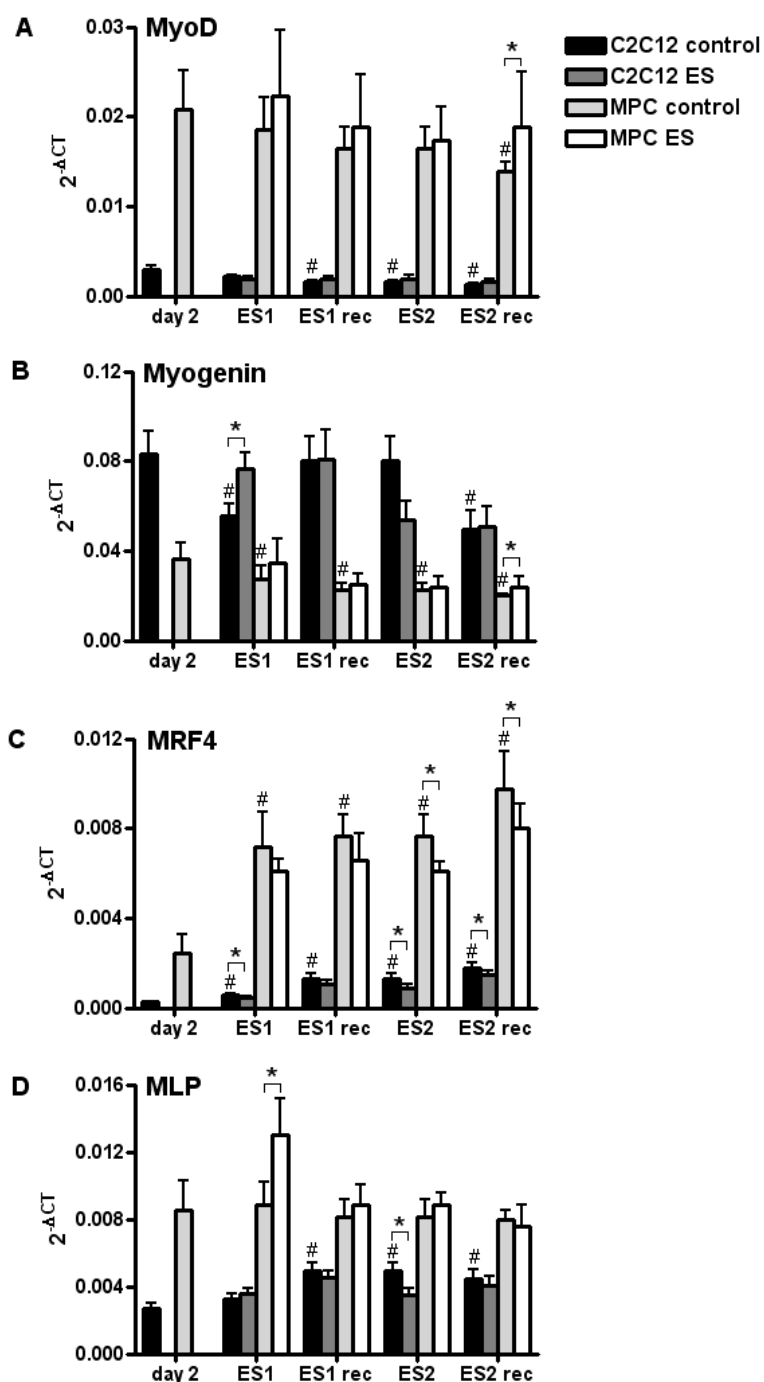 A MyoD
0.03
0.02
0.01
0.00
2-ΔCT
*
#
# # #
day 2 ES1 ES1 rec ES2 ES2 rec
C2C12 control
C2C12 ES
MPC control
MPC ES
B Myogenin
0.12
0.08
0.04
0.00
2-ΔCT
*
# #
*
# # # #
day 2 ES1 ES1 rec ES2 ES2 rec
C MRF4
0.012
0.008
0.004
0.000
2-ΔCT
*
#
*
# # #
* * *
# # # #
day 2 ES1 ES1 rec ES2 ES2 rec
D MLP
0.016
0.012
0.008
0.004
0.000
2-ΔCT
*
*
# # #
day 2 ES1 ES1 rec ES2 ES2 rec